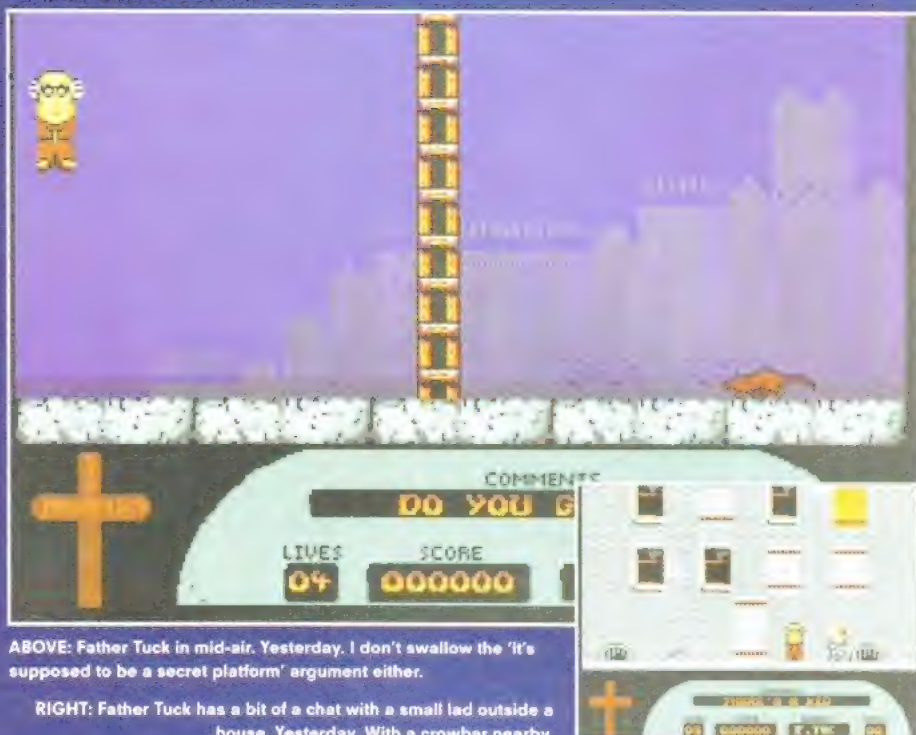 COMMENTS
DO YOU G
LIVES SCORE
04 000000
ABOVE: Father Tuck in mid-air. Yesterday. I don't swallow the 'it's
supposed to be a secret platform' argument either.
RIGHT: Father Tuck has a bit of a chat with a small lad outside a
house. Yesterday. With a crowbar nearby.